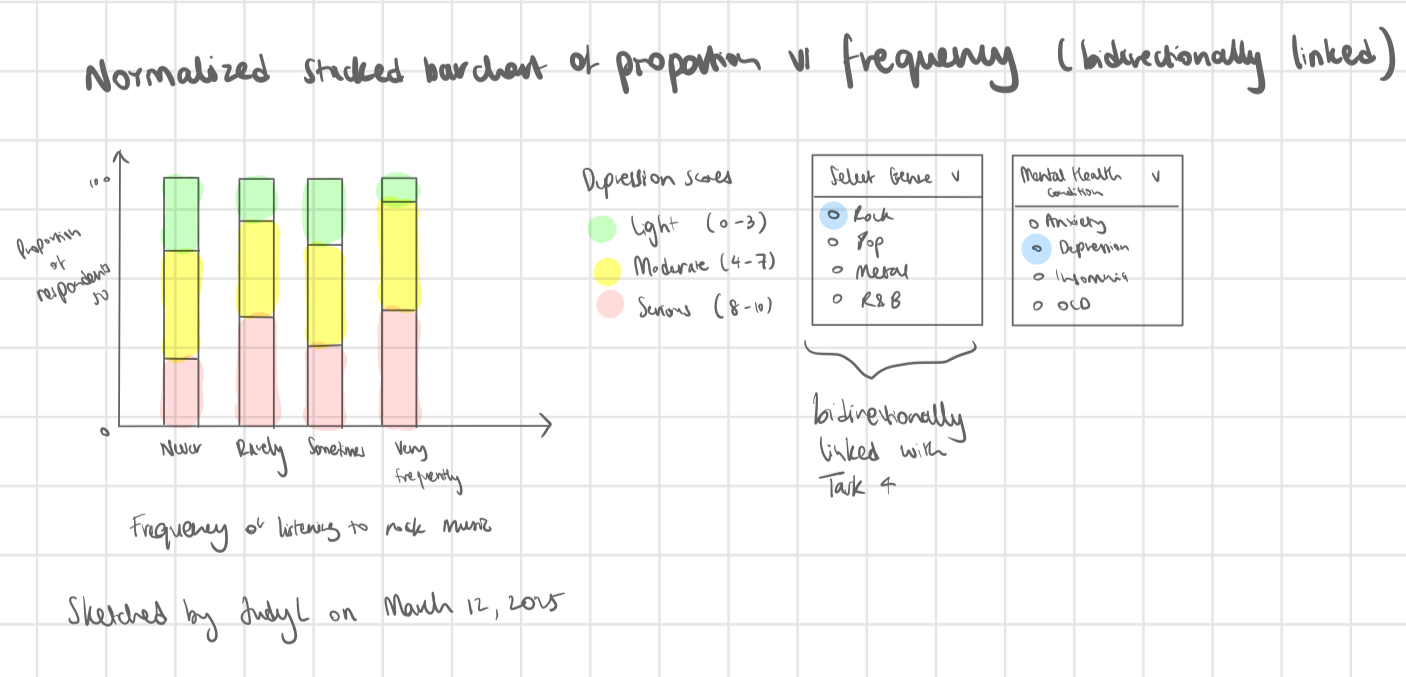 Normalized stacked barchart of proportion vs frequency (bidirectionally linked)
100
Proportion
of
respondents
50
0
Never
Rarely
Sometimes
Very
frequently
Frequency of listening to rock music
Depression scores
light (0-3)
Moderate (4-7)
Serious (8-10)
Select Genre v
Rock
Pop
Metal
R&B
Mental Health v
Condition
Anxiety
Depression
Insomnia
OCD
bidirectionally
linked with
Task 4
Sketched by Judy L on March 12, 2025